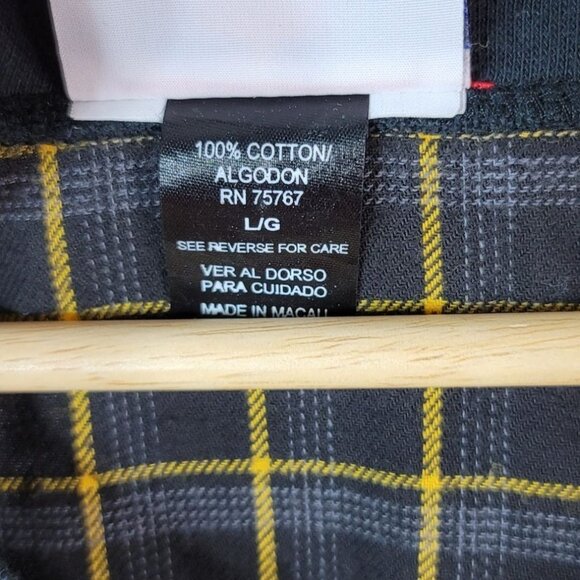 100% COTTON/
ALGODON
RN 75767
L/G
SEE REVERSE FOR CARE
VER AL DORSO
PARA CUIDADO
MADE IN MACAU